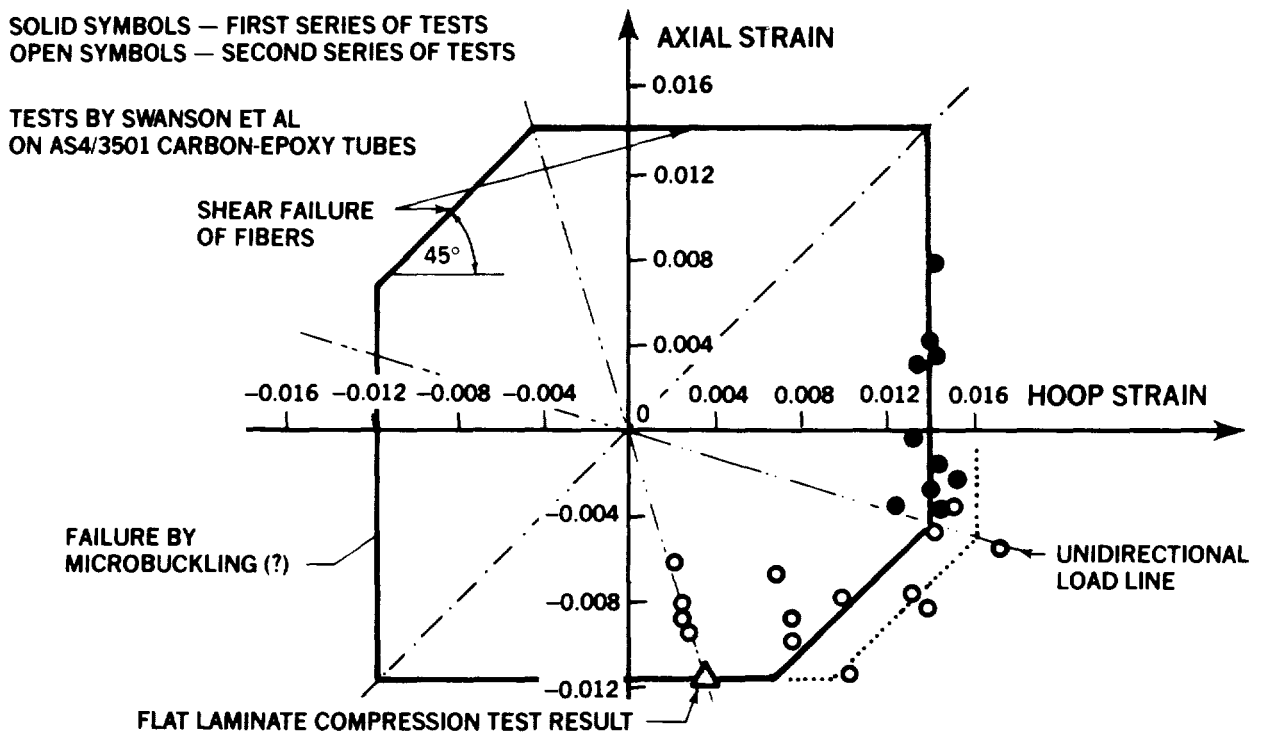 SOLID SYMBOLS — FIRST SERIES OF TESTS
OPEN SYMBOLS — SECOND SERIES OF TESTS
TESTS BY SWANSON ET AL
ON AS4/3501 CARBON-EPOXY TUBES
AXIAL STRAIN
0.016
0.012
SHEAR FAILURE
OF FIBERS
45°
0.008
0.004
-0.016 -0.012 -0.008 -0.004 0 0.004 0.008 0.012 0.016 HOOP STRAIN
-0.004
FAILURE BY
MICROBUCKLING (?)
UNIDIRECTIONAL
LOAD LINE
-0.008
-0.012
FLAT LAMINATE COMPRESSION TEST RESULT